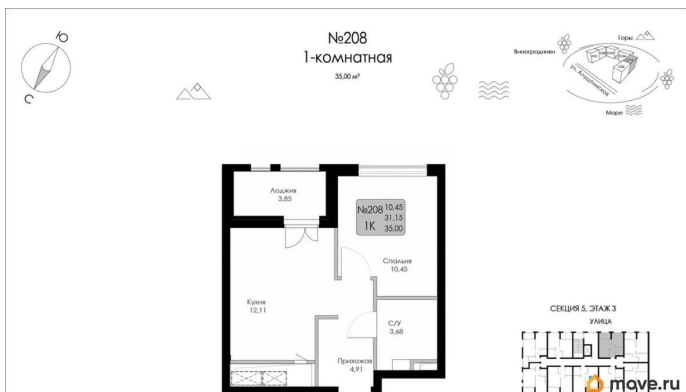 Ю
С
№208
1-комнатная
35,00 м²
Горы
Виноградники
ул. Алуштинская
Море
Лоджия
3,85
№208 10.45
1К 31.15
35.00
Спальня
10,45
Кухня
12,11
С/У
3,68
Прихожая
4,91
СЕКЦИЯ 5, ЭТАЖ 3
УЛИЦА
move.ru